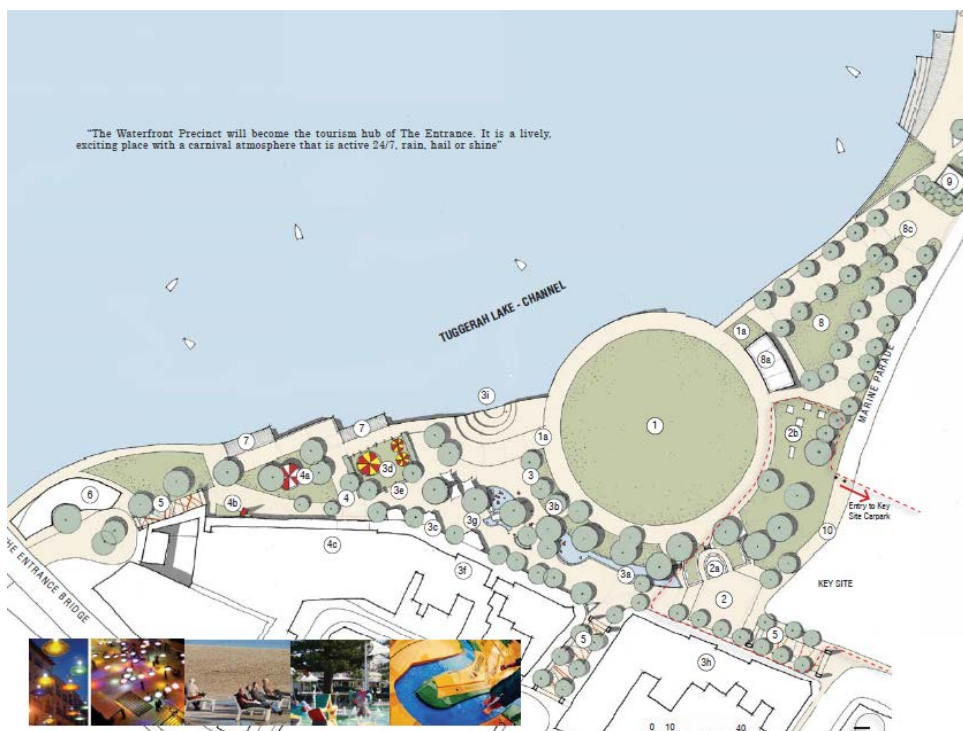 "The Waterfront Precinct will become the tourism hub of The Entrance. It is a lively,
exciting place with a carnival atmosphere that is active 24/7, rain, hail or shine"
9
8c
TUGGERAH LAKE - CHANNEL
1a
8
8a
MARINE PARADE
3i
1
7
7
1a
2b
3d
4a
3
6
5
4b
4
3e
3b
Entry to Key
Site Carpark
3g
3c
10
4c
3f
3a
2a
KEY SITE
THE ENTRANCE BRIDGE
2
5
5
3h
0 10 40